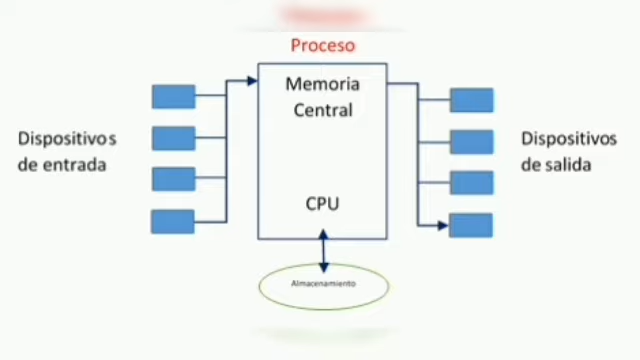 Proceso
Memoria
Central
Dispositivos
de entrada
Dispositivos
de salida
CPU
Almacenamiento